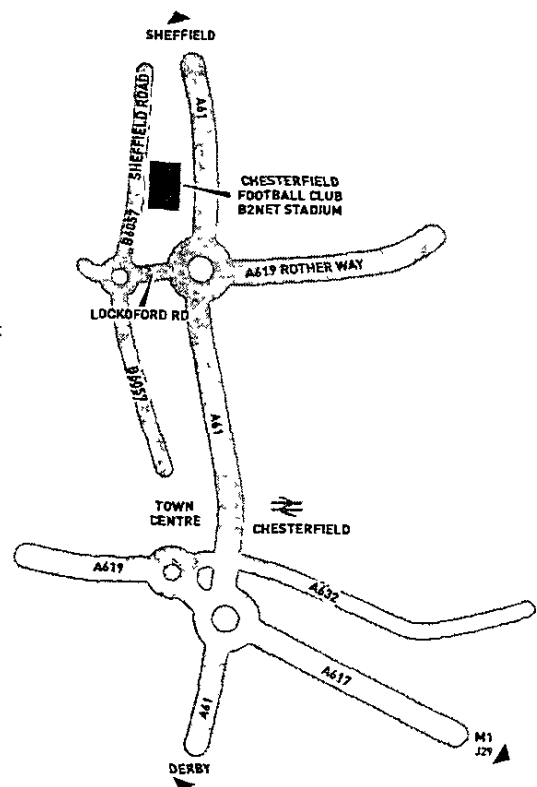 SHEFFIELD
SHEFFIELD ROAD
A61
CHESTERFIELD
FOOTBALL CLUB
B2NET STADIUM
B6057
A619 ROTHER WAY
LOCKOFORD RD
B6057
A61
TOWN
CENTRE
CHESTERFIELD
A619
A632
A617
A61
M1
J29
DERBY